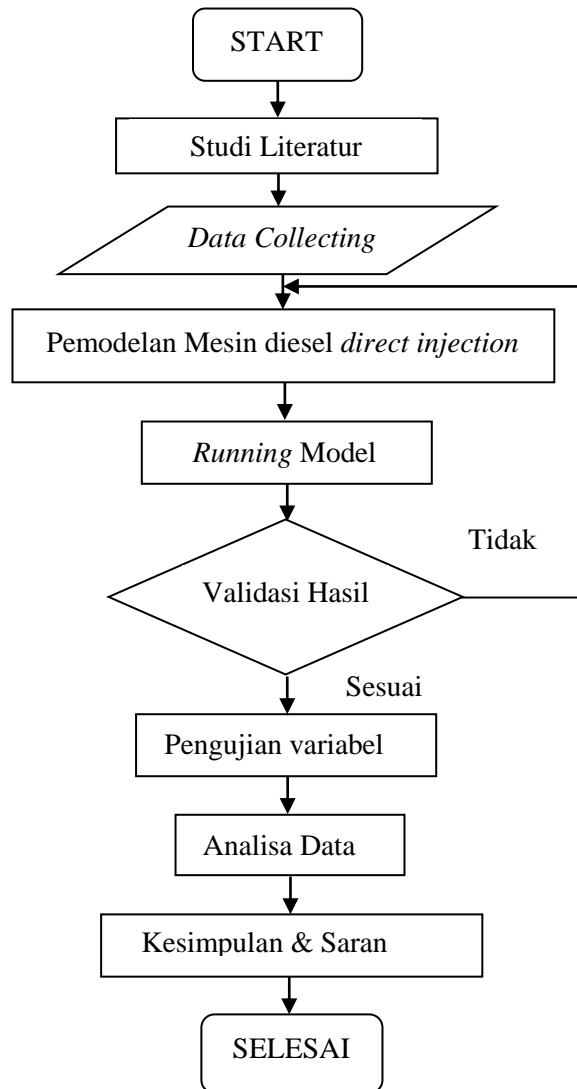 START
Studi Literatur
Data Collecting
Pemodelan Mesin diesel direct injection
Running Model
Tidak
Validasi Hasil
Sesuai
Pengujian variabel
Analisa Data
Kesimpulan & Saran
SELESAI